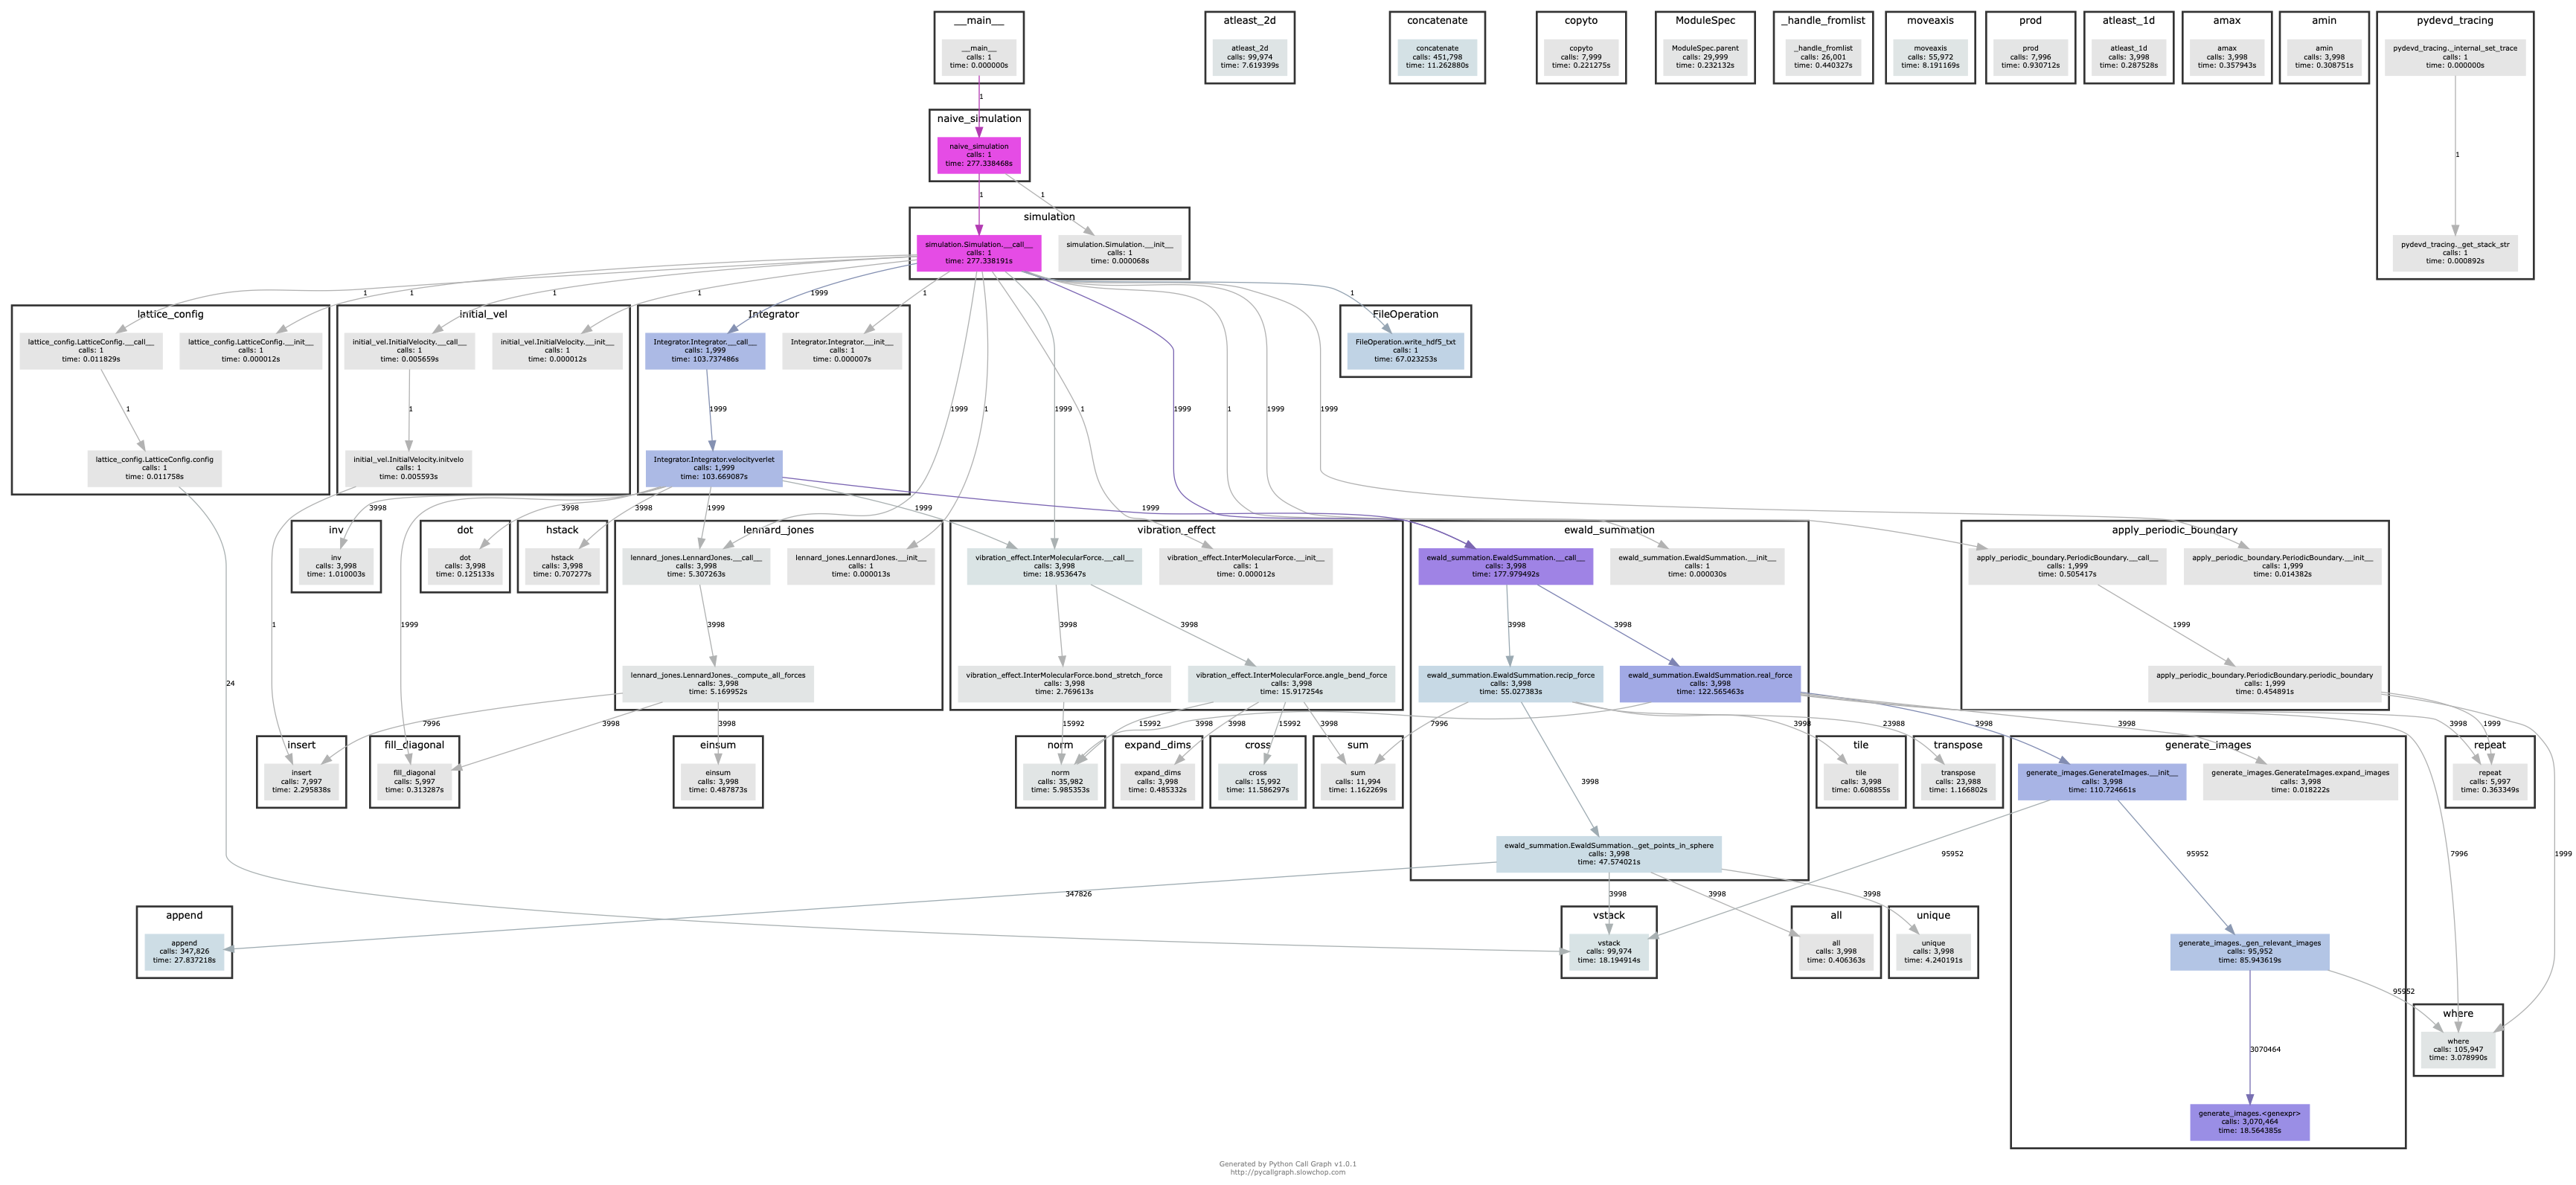 __main__
__main__
calls: 1
time: 0.000000s
atleast_2d
atleast_2d
calls: 99,974
time: 7.619399s
concatenate
concatenate
calls: 451,798
time: 11.262880s
copyto
copyto
calls: 7,999
time: 0.221275s
ModuleSpec
ModuleSpec.parent
calls: 29,999
time: 0.232132s
_handle_fromlist
_handle_fromlist
calls: 26,001
time: 0.440327s
moveaxis
moveaxis
calls: 55,972
time: 8.191169s
prod
prod
calls: 7,996
time: 0.930712s
atleast_1d
atleast_1d
calls: 3,998
time: 0.287528s
amax
amax
calls: 3,998
time: 0.357943s
amin
amin
calls: 3,998
time: 0.308751s
pydevd_tracing
pydevd_tracing._internal_set_trace
calls: 1
time: 0.000000s
1
pydevd_tracing._get_stack_str
calls: 1
time: 0.000892s
1
naive_simulation
naive_simulation
calls: 1
time: 277.338468s
1
1
simulation
simulation.Simulation.__call__
calls: 1
time: 277.338191s
simulation.Simulation.__init__
calls: 1
time: 0.000068s
1
1
1
1
1999
1
1
lattice_config
lattice_config.LatticeConfig.__call__
calls: 1
time: 0.011829s
lattice_config.LatticeConfig.__init__
calls: 1
time: 0.000012s
1
lattice_config.LatticeConfig.config
calls: 1
time: 0.011758s
initial_vel
initial_vel.InitialVelocity.__call__
calls: 1
time: 0.005659s
initial_vel.InitialVelocity.__init__
calls: 1
time: 0.000012s
1
initial_vel.InitialVelocity.initvelo
calls: 1
time: 0.005593s
Integrator
Integrator.Integrator.__call__
calls: 1,999
time: 103.737486s
Integrator.Integrator.__init__
calls: 1
time: 0.000007s
1999
Integrator.Integrator.velocityverlet
calls: 1,999
time: 103.669087s
FileOperation
FileOperation.write_hdf5_txt
calls: 1
time: 67.023253s
1999
1
1999
1
1999
1
1999
1999
3998
3998
3998
1999
1999
1999
inv
inv
calls: 3,998
time: 1.010003s
dot
dot
calls: 3,998
time: 0.125133s
hstack
hstack
calls: 3,998
time: 0.707277s
lennard_jones
lennard_jones.LennardJones.__call__
calls: 3,998
time: 5.307263s
lennard_jones.LennardJones.__init__
calls: 1
time: 0.000013s
3998
lennard_jones.LennardJones._compute_all_forces
calls: 3,998
time: 5.169952s
vibration_effect
vibration_effect.InterMolecularForce.__call__
calls: 3,998
time: 18.953647s
vibration_effect.InterMolecularForce.__init__
calls: 1
time: 0.000012s
3998
3998
vibration_effect.InterMolecularForce.bond_stretch_force
calls: 3,998
time: 2.769613s
vibration_effect.InterMolecularForce.angle_bend_force
calls: 3,998
time: 15.917254s
ewald_summation
ewald_summation.EwaldSummation.__call__
calls: 3,998
time: 177.979492s
ewald_summation.EwaldSummation.__init__
calls: 1
time: 0.000030s
3998
3998
ewald_summation.EwaldSummation.recip_force
calls: 3,998
time: 55.027383s
ewald_summation.EwaldSummation.real_force
calls: 3,998
time: 122.565463s
3998
ewald_summation.EwaldSummation._get_points_in_sphere
calls: 3,998
time: 47.574021s
apply_periodic_boundary
apply_periodic_boundary.PeriodicBoundary.__call__
calls: 1,999
time: 0.505417s
apply_periodic_boundary.PeriodicBoundary.__init__
calls: 1,999
time: 0.014382s
1999
apply_periodic_boundary.PeriodicBoundary.periodic_boundary
calls: 1,999
time: 0.454891s
1
1999
24
7996
3998
3998
15992
15992
3998
3998
15992
3998
7996
3998
23988
3998
3998
3998
1999
insert
insert
calls: 7,997
time: 2.295838s
fill_diagonal
fill_diagonal
calls: 5,997
time: 0.313287s
einsum
einsum
calls: 3,998
time: 0.487873s
norm
norm
calls: 35,982
time: 5.985353s
expand_dims
expand_dims
calls: 3,998
time: 0.485332s
cross
cross
calls: 15,992
time: 11.586297s
sum
sum
calls: 11,994
time: 1.162269s
tile
tile
calls: 3,998
time: 0.608855s
transpose
transpose
calls: 23,988
time: 1.166802s
generate_images
generate_images.GenerateImages.__init__
calls: 3,998
time: 110.724661s
generate_images.GenerateImages.expand_images
calls: 3,998
time: 0.018222s
repeat
repeat
calls: 5,997
time: 0.363349s
95952
95952
7996
1999
347826
3998
3998
3998
append
append
calls: 347,826
time: 27.837218s
vstack
vstack
calls: 99,974
time: 18.194914s
all
all
calls: 3,998
time: 0.406363s
unique
unique
calls: 3,998
time: 4.240191s
generate_images._gen_relevant_images
calls: 95,952
time: 85.943619s
95952
where
where
calls: 105,947
time: 3.078990s
3070464
generate_images.<genexpr>
calls: 3,070,464
time: 18.564385s
Generated by Python Call Graph v1.0.1
http://pycallgraph.slowchop.com